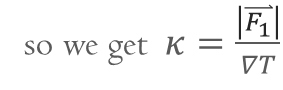 so we get κ = |F₁⃗| / ∇T